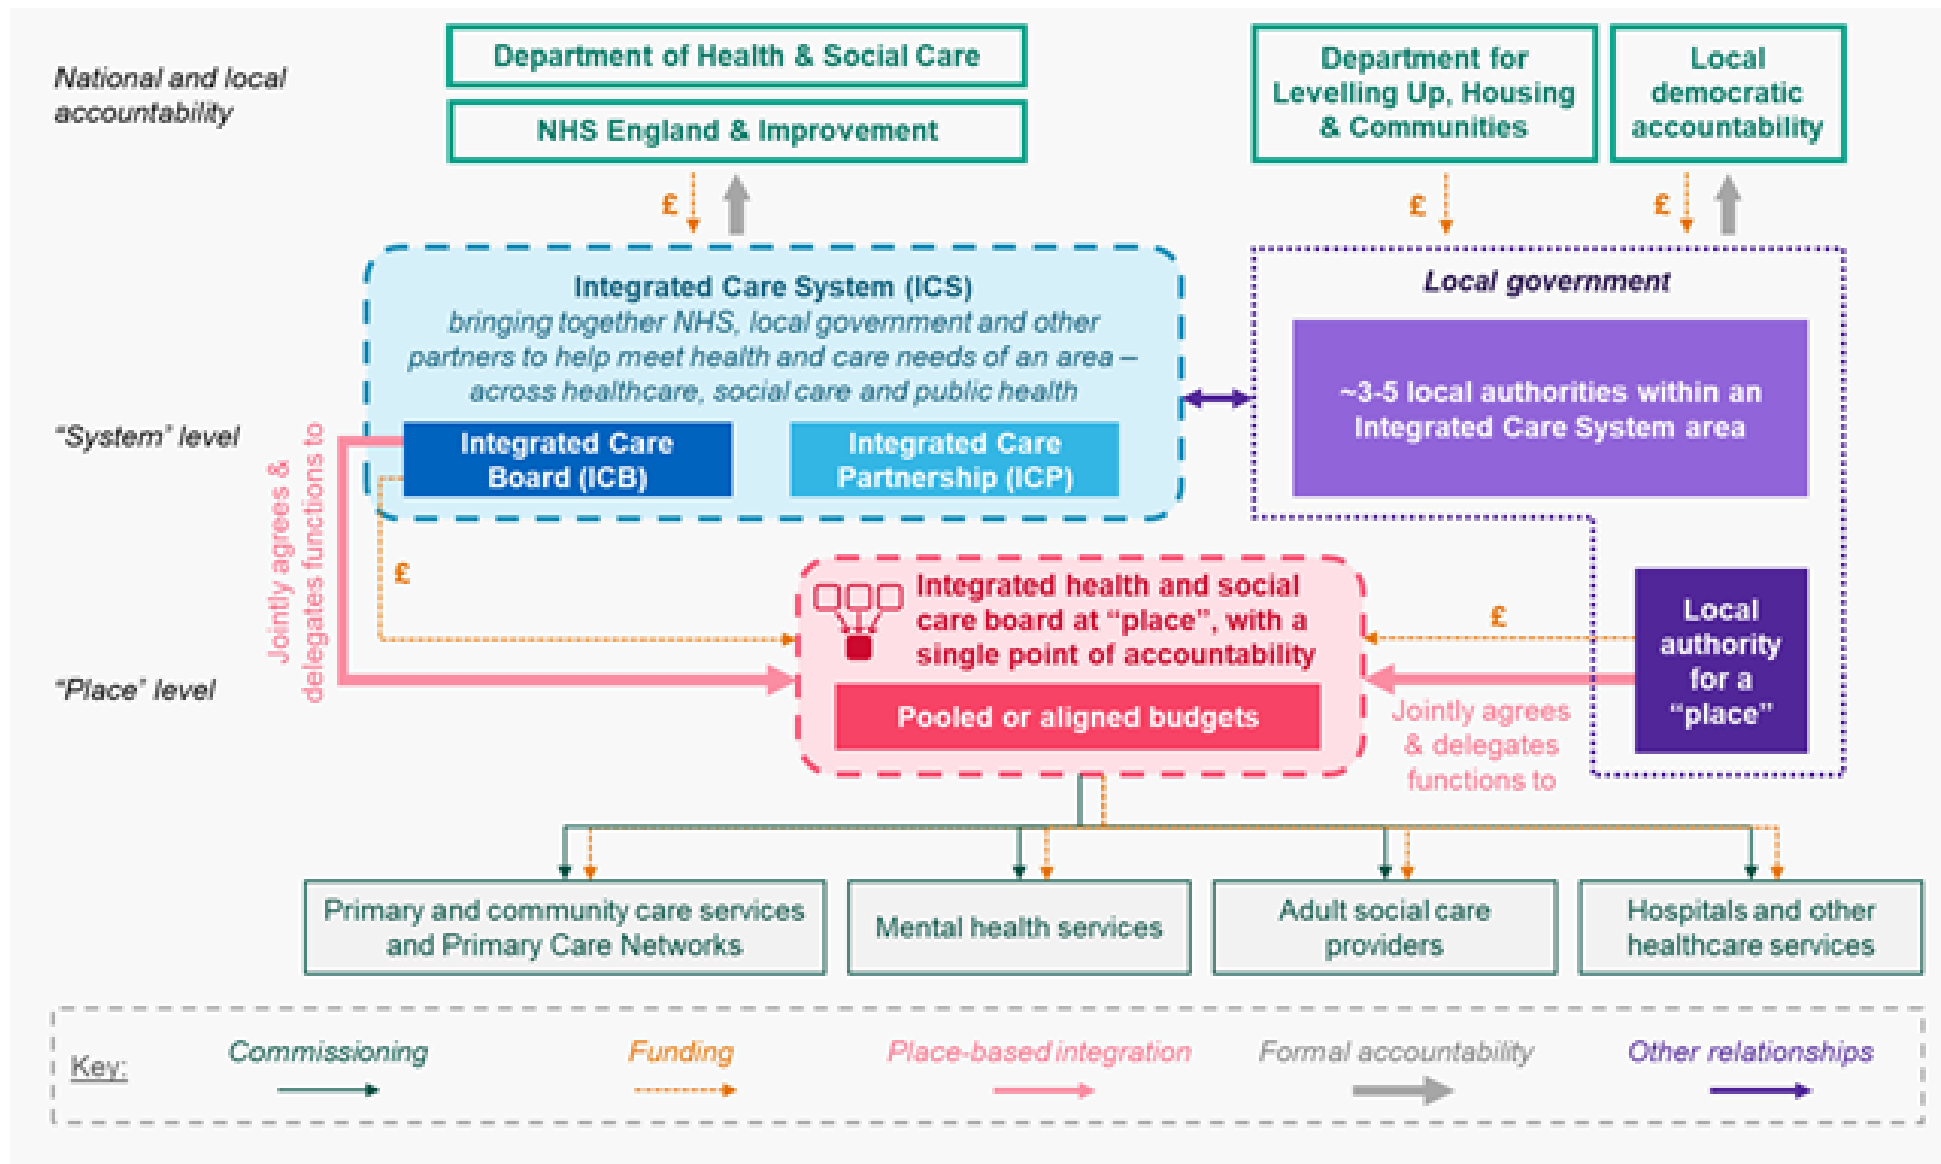 National and local
accountability
Department of Health & Social Care
NHS England & Improvement
Department for
Levelling Up, Housing
& Communities
Local
democratic
accountability
£
£
£
Integrated Care System (ICS)
bringing together NHS, local government and other
partners to help meet health and care needs of an area –
across healthcare, social care and public health
Local government
~3-5 local authorities within an
Integrated Care System area
"System" level
Integrated Care
Board (ICB)
Integrated Care
Partnership (ICP)
Jointly agrees &
delegates functions to
£
Integrated health and social
care board at “place”, with a
single point of accountability
Pooled or aligned budgets
£
Local
authority
for a
“place”
"Place" level
Jointly agrees
& delegates
functions to
Primary and community care services
and Primary Care Networks
Mental health services
Adult social care
providers
Hospitals and other
healthcare services
Key:
Commissioning
Funding
Place-based integration
Formal accountability
Other relationships